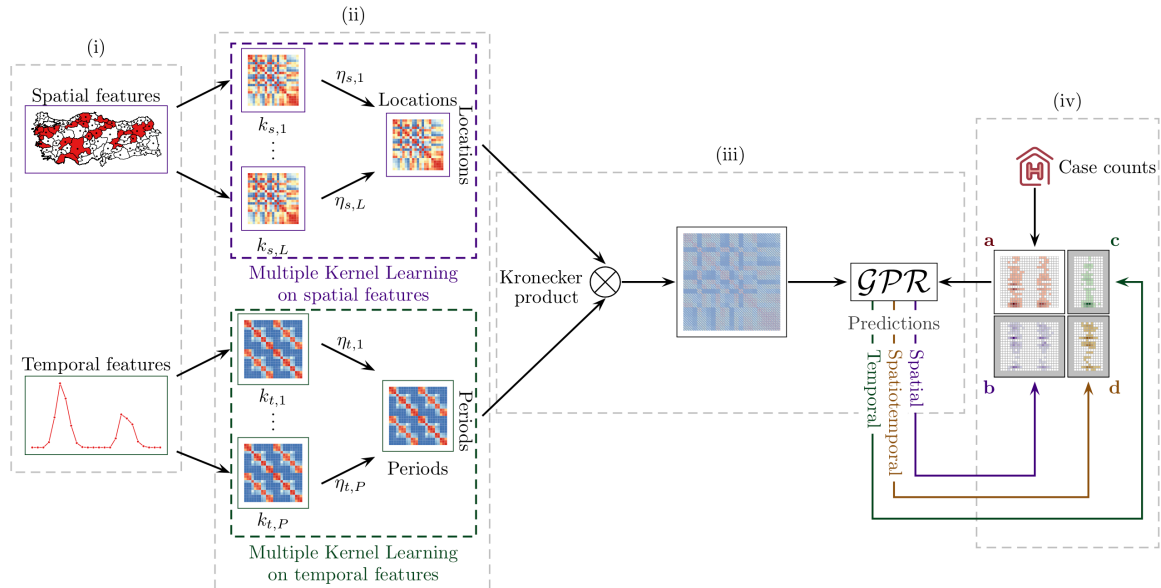 (i)
Spatial features
Temporal features
(ii)
k_{s,1}
η_{s,1}
⋮
k_{s,L}
η_{s,L}
Locations
Locations
Multiple Kernel Learning
on spatial features
k_{t,1}
η_{t,1}
⋮
k_{t,P}
η_{t,P}
Periods
Periods
Multiple Kernel Learning
on temporal features
(iii)
Kronecker
product
GPR
Predictions
Temporal
Spatiotemporal
Spatial
(iv)
H
Case counts
a
c
b
d